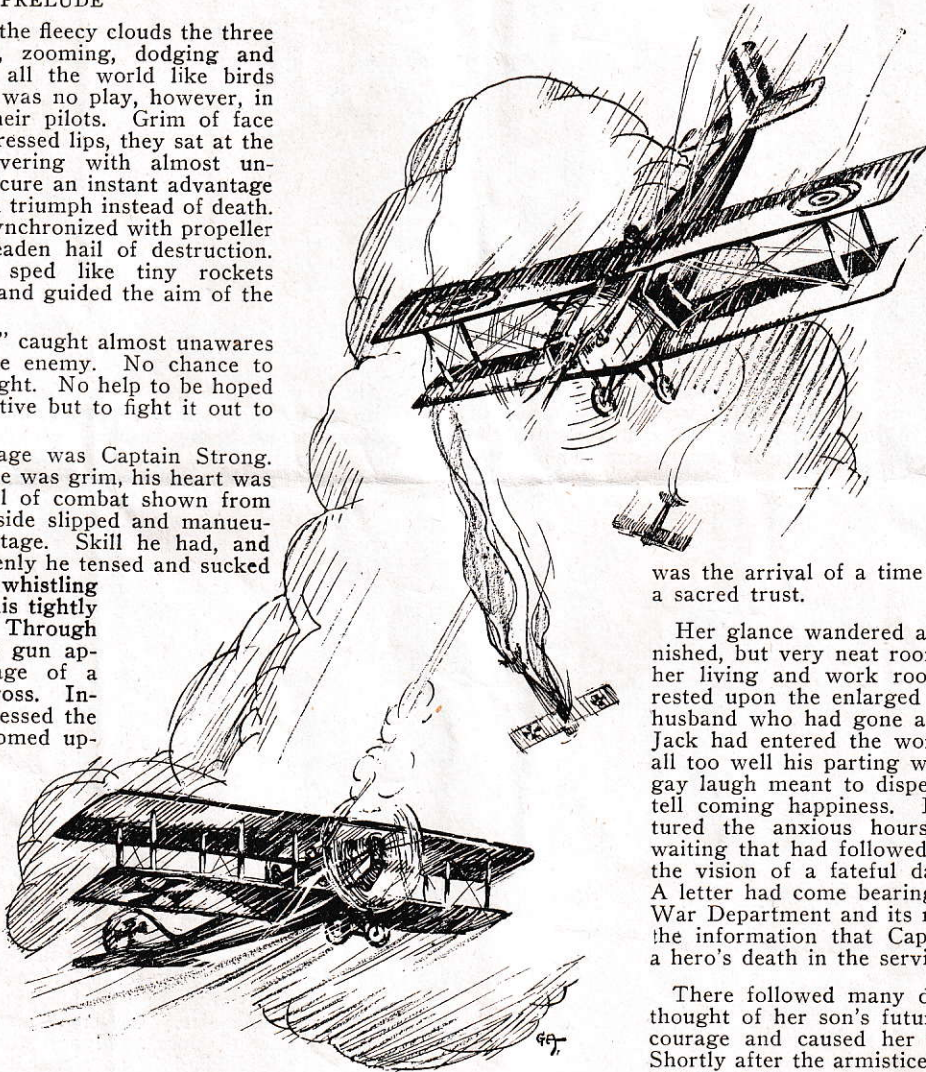 PRELUDE
the fleecy clouds the three
, zooming, dodging and
all the world like birds
was no play, however, in
heir pilots. Grim of face
ressed lips, they sat at the
vering with almost un-
cure an instant advantage
triumph instead of death.
nchronized with propeller
eaden hail of destruction.
sped like tiny rockets
and guided the aim of the
" caught almost unawares
e enemy. No chance to
ght. No help to be hoped
tive but to fight it out to
age was Captain Strong.
e was grim, his heart was
l of combat shown from
side slipped and manueu-
tage. Skill he had, and
enly he tensed and sucked
whistling
is tightly
Through
gun ap-
age of a
ross. In-
essed the
omed up-
was the arrival of a time
a sacred trust.
Her glance wandered a
nished, but very neat roo
her living and work roo
rested upon the enlarged
husband who had gone a
Jack had entered the wo
all too well his parting w
gay laugh meant to dispe
tell coming happiness.
tured the anxious hours
waiting that had followed
the vision of a fateful da
A letter had come bearing
War Department and its
the information that Cap
a hero's death in the servi
There followed many d
thought of her son's futu
courage and caused her
Shortly after the armistice